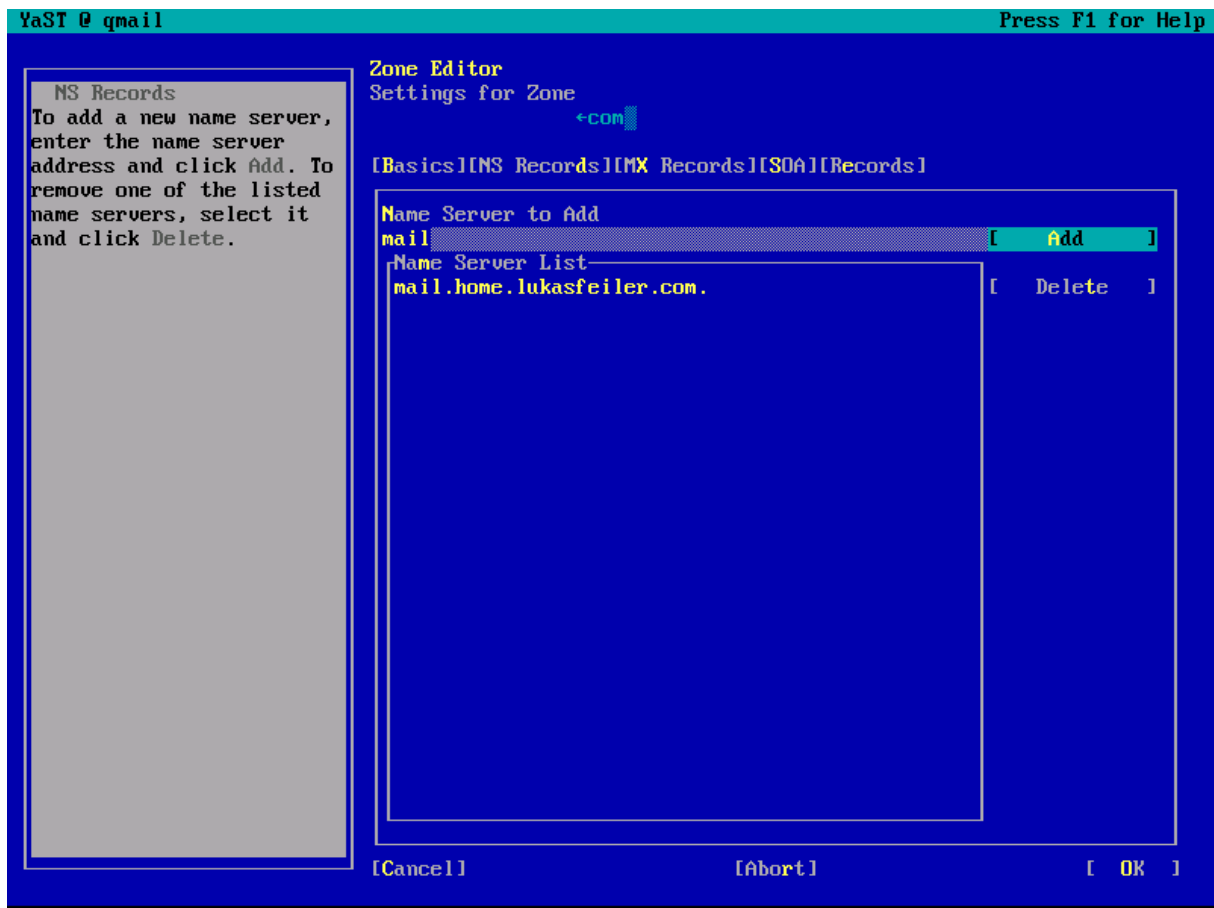 YaST @ qmail Press F1 for Help
NS Records
To add a new name server,
enter the name server
address and click Add. To
remove one of the listed
name servers, select it
and click Delete.
Zone Editor
Settings for Zone
←com
[Basics][NS Records][MX Records][SOA][Records]
Name Server to Add
mail [ Add ]
Name Server List
mail.home.lukasfeiler.com. [ Delete ]
[Cancel] [Abort] [ OK ]